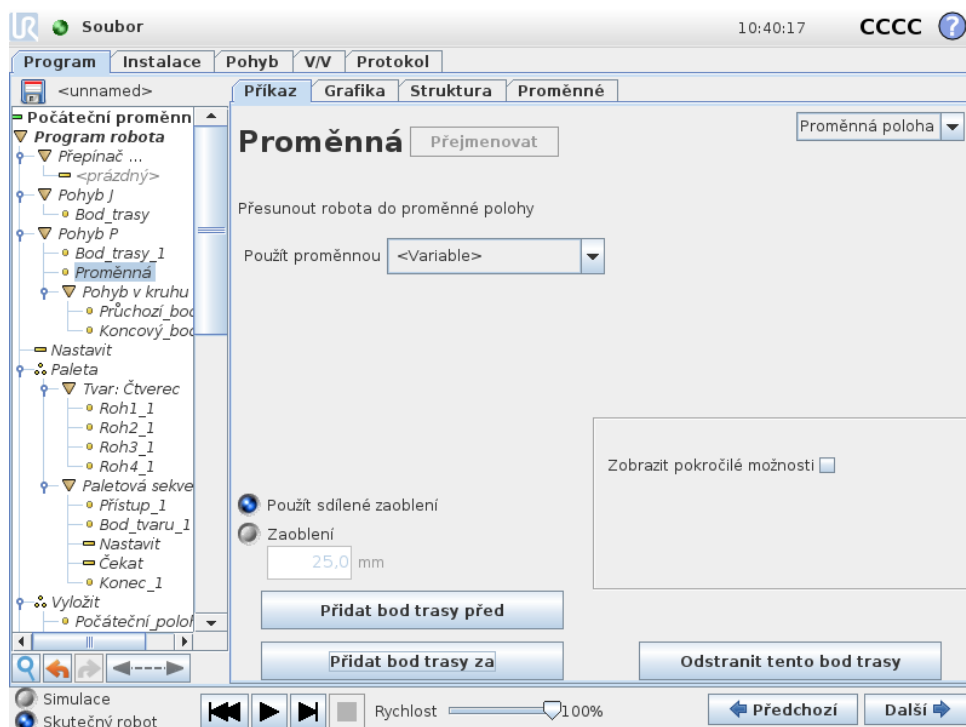 UR Soubor 10:40:17 CCCC ?
Program Instalace Pohyb V/V Protokol
<unnamed>
Příkaz Grafika Struktura Proměnné
Počáteční proměnn
Program robota
Přepínač ...
<prázdný>
Pohyb J
Bod_trasy
Pohyb P
Bod_trasy_1
Proměnná
Pohyb v kruhu
Průchozí_bod
Koncový_bod
Nastavit
Paleta
Tvar: Čtverec
Roh1_1
Roh2_1
Roh3_1
Roh4_1
Paletová sekve
Přístup_1
Bod_tvaru_1
Nastavit
Čekat
Konec_1
Vyložit
Počáteční_poloh
Proměnná Přejmenovat
Proměnná poloha
Přesunout robota do proměnné polohy
Použít proměnnou <Variable>
Zobrazit pokročilé možnosti
Použít sdílené zaoblení
Zaoblení
25,0 mm
Přidat bod trasy před
Přidat bod trasy za
Odstranit tento bod trasy
Simulace
Skutečný robot
Rychlost 100%
Předchozí
Další